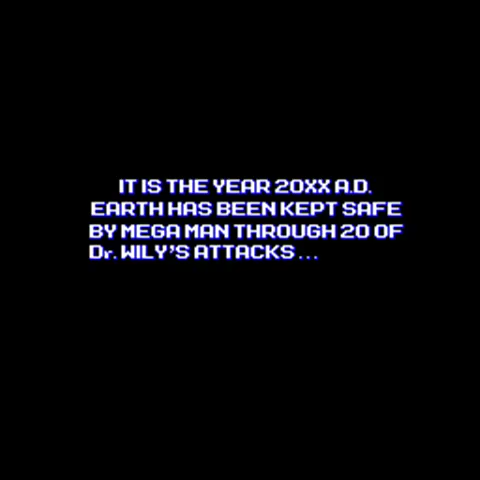 IT IS THE YEAR 20XX A.D.
EARTH HAS BEEN KEPT SAFE
BY MEGA MAN THROUGH 20 OF
Dr. WILY'S ATTACKS...